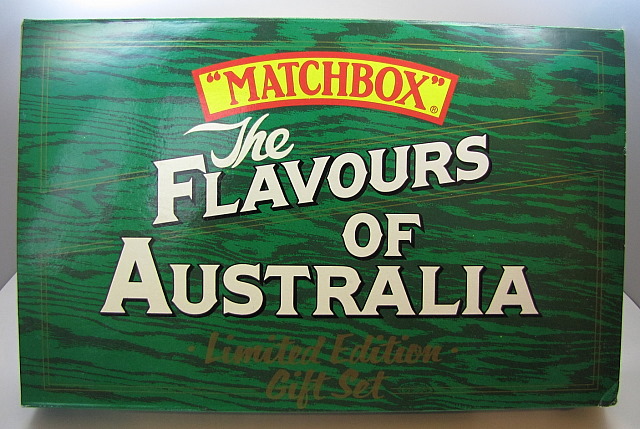 "MATCHBOX"®
The
FLAVOURS
OF
AUSTRALIA
· Limited Edition ·
Gift Set